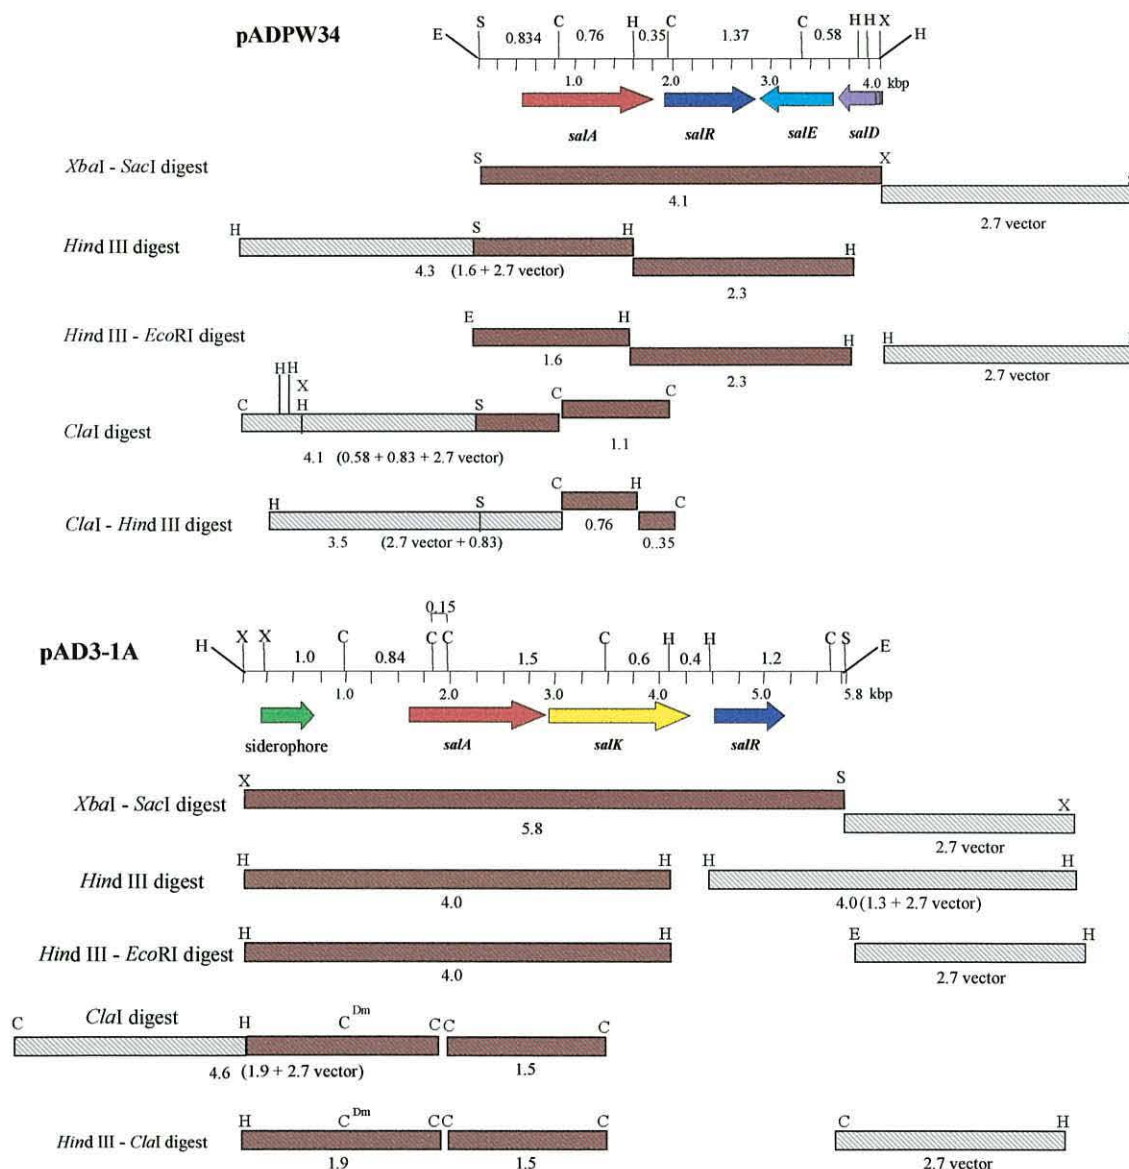 pADPW34
E S C H C H H X H
0.834 0.76 0.35 1.37 0.58
1.0 2.0 3.0 4.0 kbp
salA salR salE salD
XbaI - SacI digest
S X
4.1
2.7 vector
Hind III digest
H S H H
4.3 (1.6 + 2.7 vector)
2.3
Hind III - EcoRI digest
E H H H
1.6
2.3
2.7 vector
ClaI digest
H H
C X H S C C
4.1 (0.58 + 0.83 + 2.7 vector)
1.1
ClaI - Hind III digest
H S C H C
3.5 (2.7 vector + 0.83)
0.76
0..35
pAD3-1A
0.15
H X X C C C C H H C S E
1.0 0.84 1.5 0.6 0.4 1.2
1.0 2.0 3.0 4.0 5.0 5.8 kbp
siderophore salA salK salR
XbaI - SacI digest
X S X
5.8
2.7 vector
Hind III digest
H H H H
4.0
4.0 (1.3 + 2.7 vector)
Hind III - EcoRI digest
H H E H
4.0
2.7 vector
ClaI digest
C H C Dm C C C
4.6 (1.9 + 2.7 vector)
1.5
Hind III - ClaI digest
H C Dm C C C C H
1.9
1.5
2.7 vector